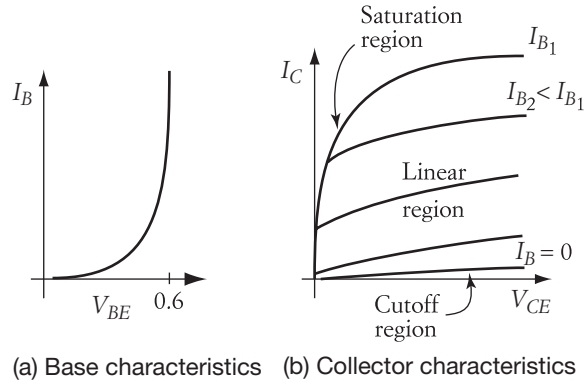 I_B
V_BE
0.6
(a) Base characteristics
Saturation
region
I_C
I_B1
I_B2 < I_B1
Linear
region
I_B = 0
Cutoff
region
V_CE
(b) Collector characteristics